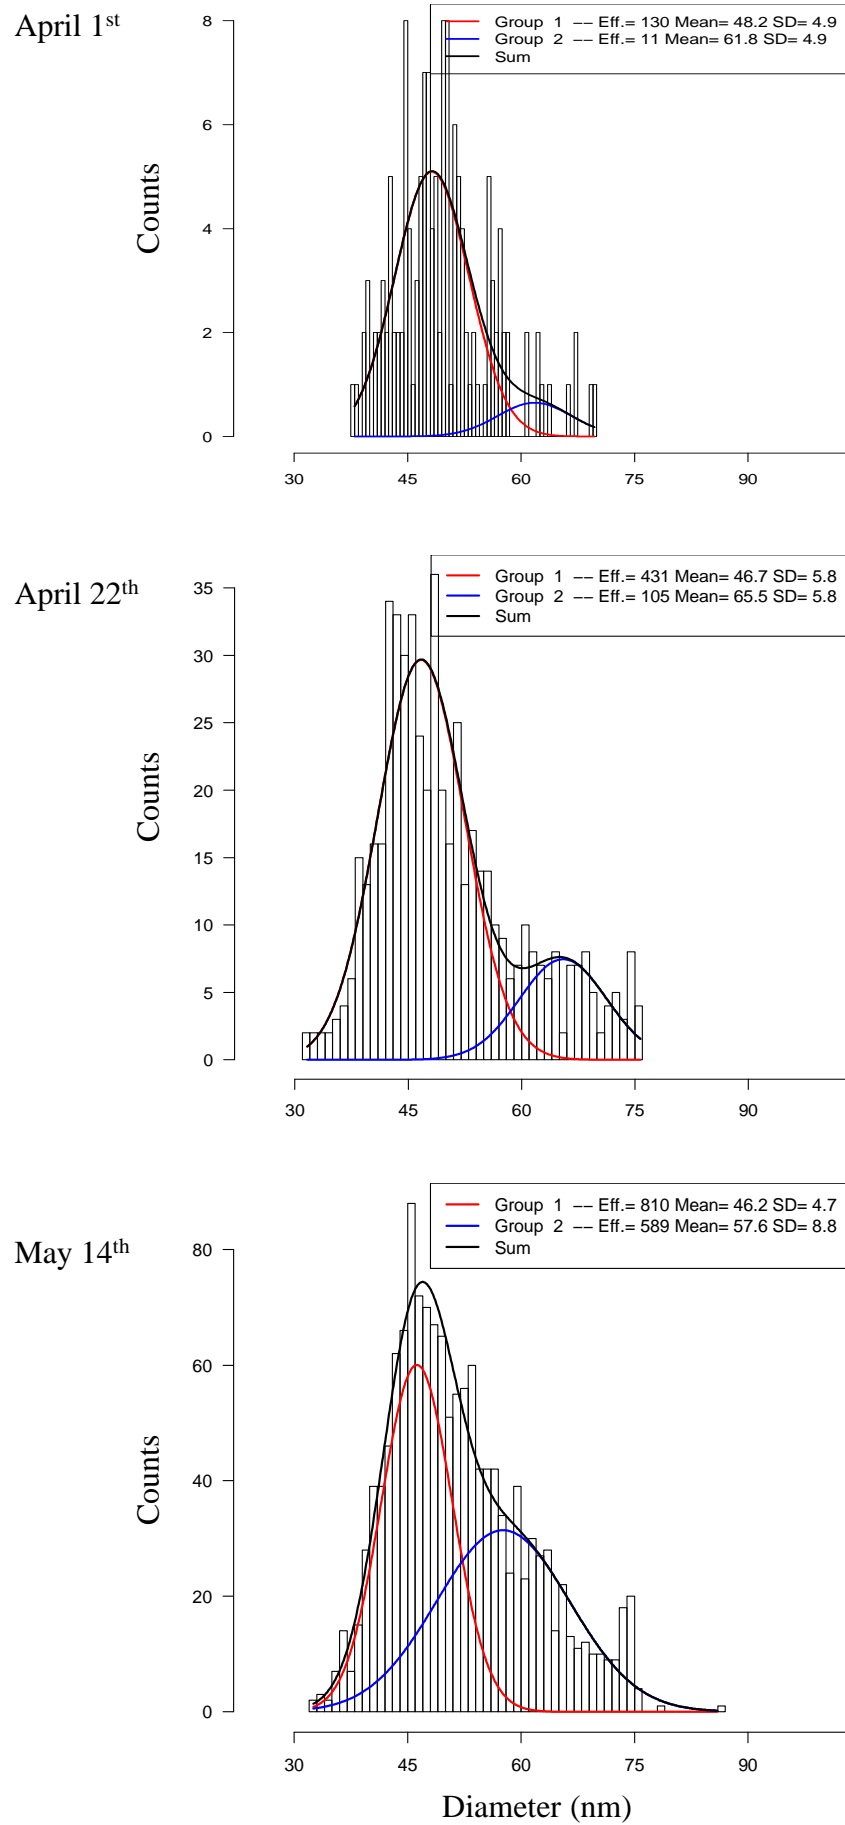 April 1st
Group 1 −− Eff.= 130 Mean= 48.2 SD= 4.9
Group 2 −− Eff.= 11 Mean= 61.8 SD= 4.9
Sum
Counts
8
6
4
2
0
30 45 60 75 90
April 22th
Group 1 −− Eff.= 431 Mean= 46.7 SD= 5.8
Group 2 −− Eff.= 105 Mean= 65.5 SD= 5.8
Sum
Counts
35
30
25
20
15
10
5
0
30 45 60 75 90
May 14th
Group 1 −− Eff.= 810 Mean= 46.2 SD= 4.7
Group 2 −− Eff.= 589 Mean= 57.6 SD= 8.8
Sum
Counts
80
60
40
20
0
30 45 60 75 90
Diameter (nm)